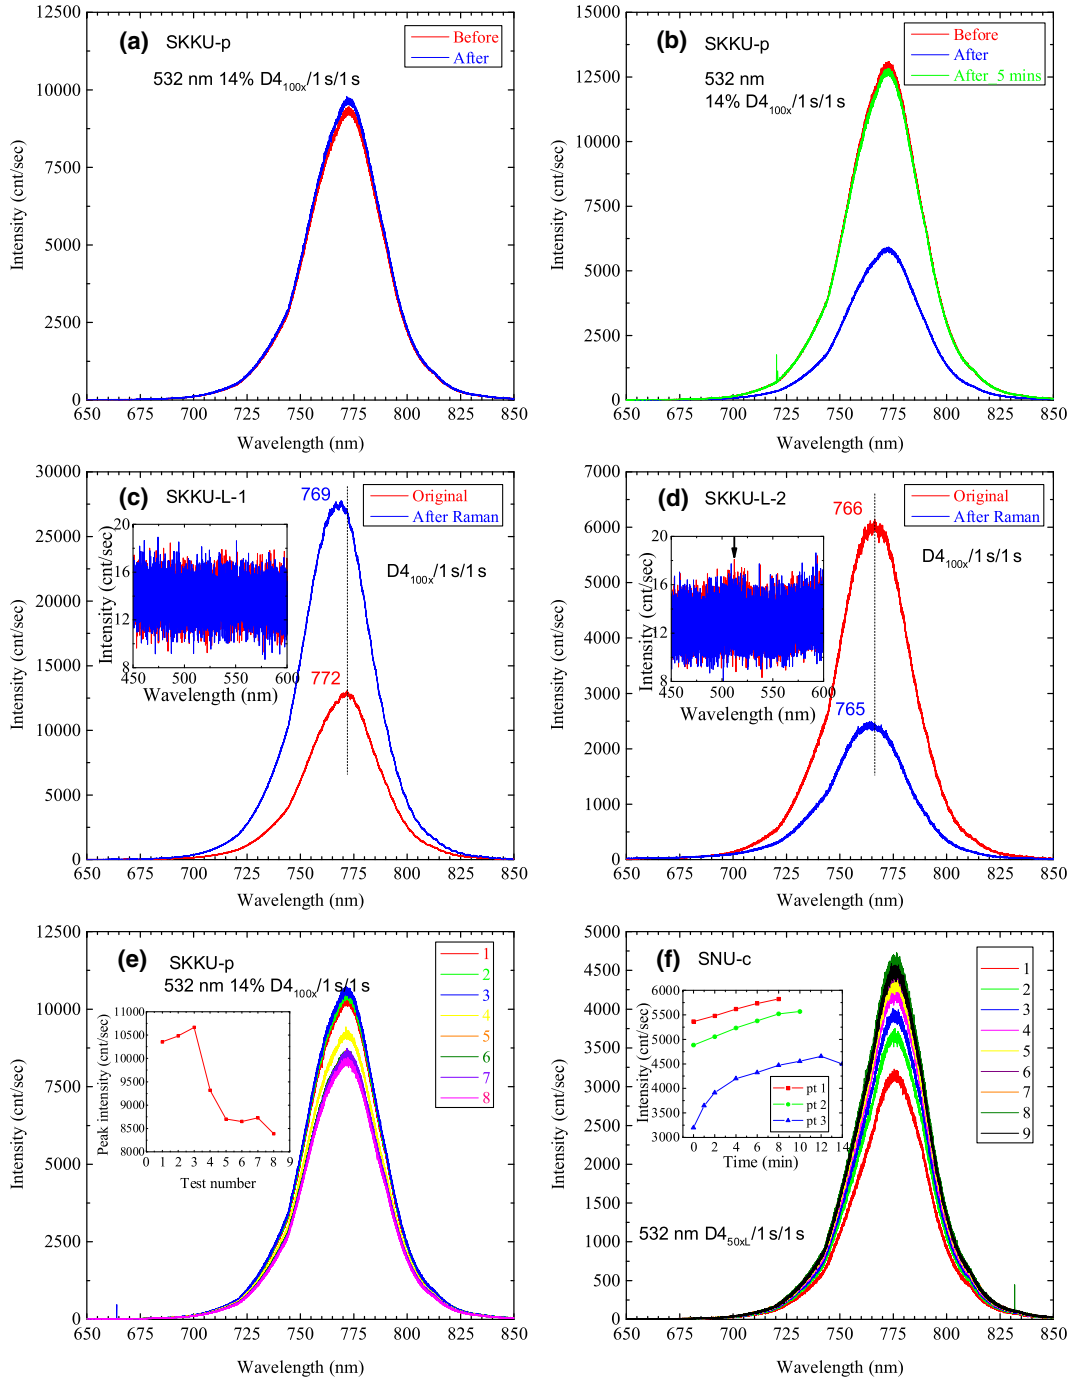 (a) SKKU-p
532 nm 14% D4100x/1 s/1 s
Before
After
15000
12500
10000
7500
5000
2500
0
Intensity (cnt/sec)
650 675 700 725 750 775 800 825 850
Wavelength (nm)
(b) SKKU-p
532 nm
14% D4100x/1 s/1 s
Before
After
After_5 mins
15000
12500
10000
7500
5000
2500
0
Intensity (cnt/sec)
650 675 700 725 750 775 800 825 850
Wavelength (nm)
(c) SKKU-L-1
Original
After Raman
D4100x/1 s/1 s
769
772
30000
25000
20000
15000
10000
5000
0
Intensity (cnt/sec)
650 675 700 725 750 775 800 825 850
Wavelength (nm)
20
16
12
8
Intensity (cnt/sec)
450 500 550 600
Wavelength (nm)
(d) SKKU-L-2
Original
After Raman
D4100x/1 s/1 s
766
765
7000
6000
5000
4000
3000
2000
1000
0
Intensity (cnt/sec)
650 675 700 725 750 775 800 825 850
Wavelength (nm)
20
16
12
8
Intensity (cnt/sec)
450 500 550 600
Wavelength (nm)
(e) SKKU-p
532 nm 14% D4100x/1 s/1 s
1
2
3
4
5
6
7
8
12500
10000
7500
5000
2500
0
Intensity (cnt/sec)
650 675 700 725 750 775 800 825 850
Wavelength (nm)
11000
10500
10000
9500
9000
8500
8000
Peak intensity (cnt/sec)
0 1 2 3 4 5 6 7 8 9
Test number
(f) SNU-c
532 nm D450xL/1 s/1 s
1
2
3
4
5
6
7
8
9
5000
4500
4000
3500
3000
2500
2000
1500
1000
500
0
Intensity (cnt/sec)
650 675 700 725 750 775 800 825 850
Wavelength (nm)
6000
5500
5000
4500
4000
3500
3000
Intensity (cnt/sec)
pt 1
pt 2
pt 3
0 2 4 6 8 10 12 14
Time (min)